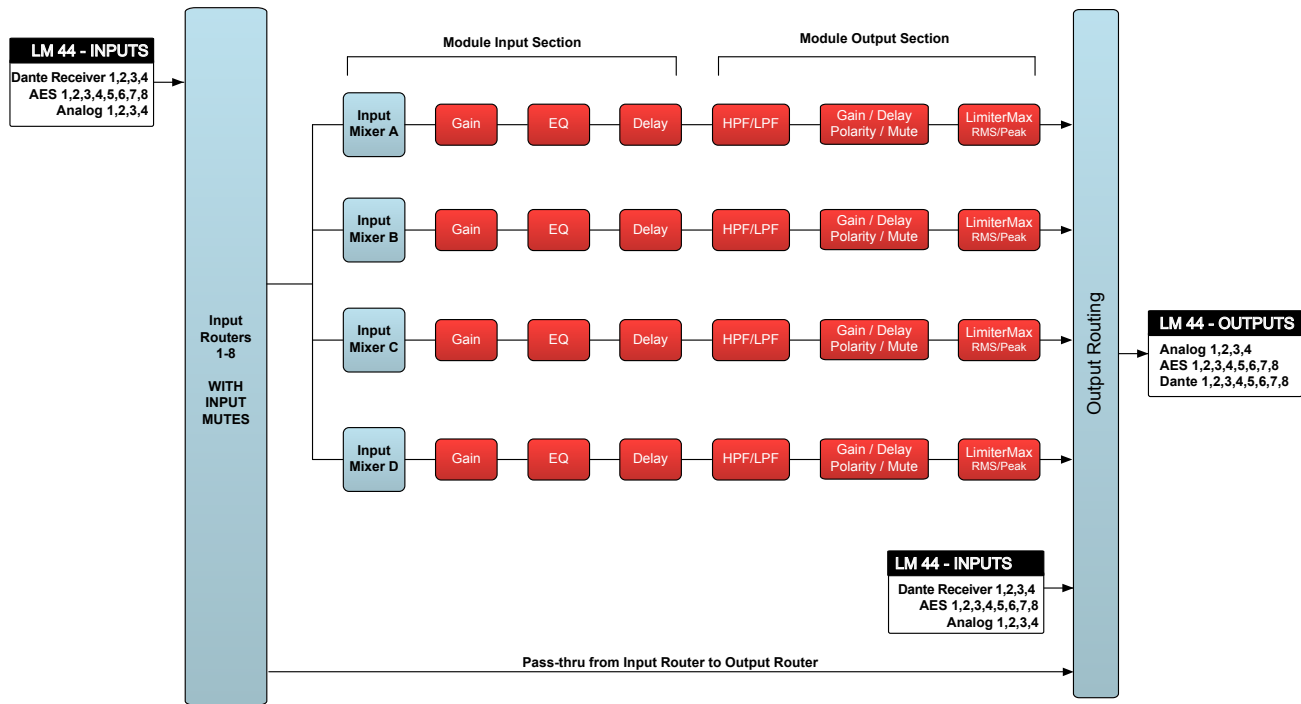 LM 44 - INPUTS
Dante Receiver 1,2,3,4
AES 1,2,3,4,5,6,7,8
Analog 1,2,3,4
Input
Routers
1-8
WITH
INPUT
MUTES
Module Input Section
Module Output Section
Input
Mixer A
Gain
EQ
Delay
HPF/LPF
Gain / Delay
Polarity / Mute
LimiterMax
RMS/Peak
Input
Mixer B
Gain
EQ
Delay
HPF/LPF
Gain / Delay
Polarity / Mute
LimiterMax
RMS/Peak
Input
Mixer C
Gain
EQ
Delay
HPF/LPF
Gain / Delay
Polarity / Mute
LimiterMax
RMS/Peak
Input
Mixer D
Gain
EQ
Delay
HPF/LPF
Gain / Delay
Polarity / Mute
LimiterMax
RMS/Peak
LM 44 - INPUTS
Dante Receiver 1,2,3,4
AES 1,2,3,4,5,6,7,8
Analog 1,2,3,4
Pass-thru from Input Router to Output Router
Output Routing
LM 44 - OUTPUTS
Analog 1,2,3,4
AES 1,2,3,4,5,6,7,8
Dante 1,2,3,4,5,6,7,8